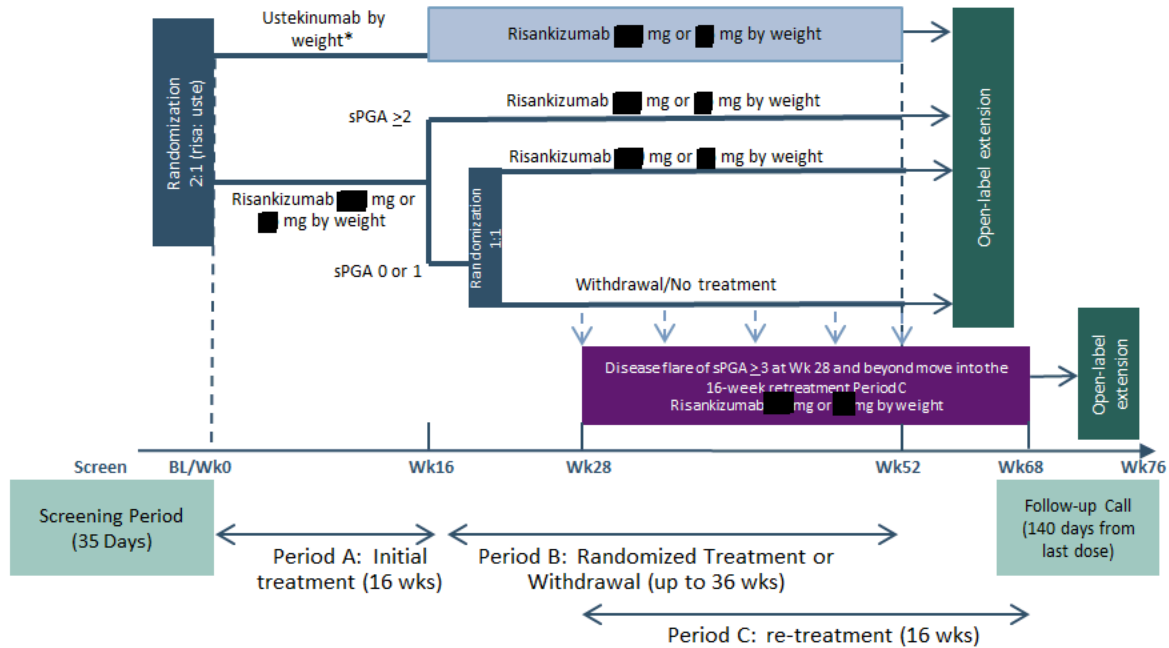 Ustekinumab by
weight*
Risankizumab mg or mg by weight
Randomization
2:1 (risa: uste)
sPGA ≥2
Risankizumab mg or mg by weight
Risankizumab mg or mg by weight
Risankizumab mg or
mg by weight
Randomization
1:1
sPGA 0 or 1
Withdrawal/No treatment
Open-label extension
Disease flare of sPGA ≥3 at Wk 28 and beyond move into the
16-week retreatment Period C
Risankizumab mg or mg by weight
Open-label
extension
Screen BL/Wk0 Wk16 Wk28 Wk52 Wk68 Wk76
Screening Period
(35 Days)
Follow-up Call
(140 days from
last dose)
Period A: Initial
treatment (16 wks)
Period B: Randomized Treatment or
Withdrawal (up to 36 wks)
Period C: re-treatment (16 wks)